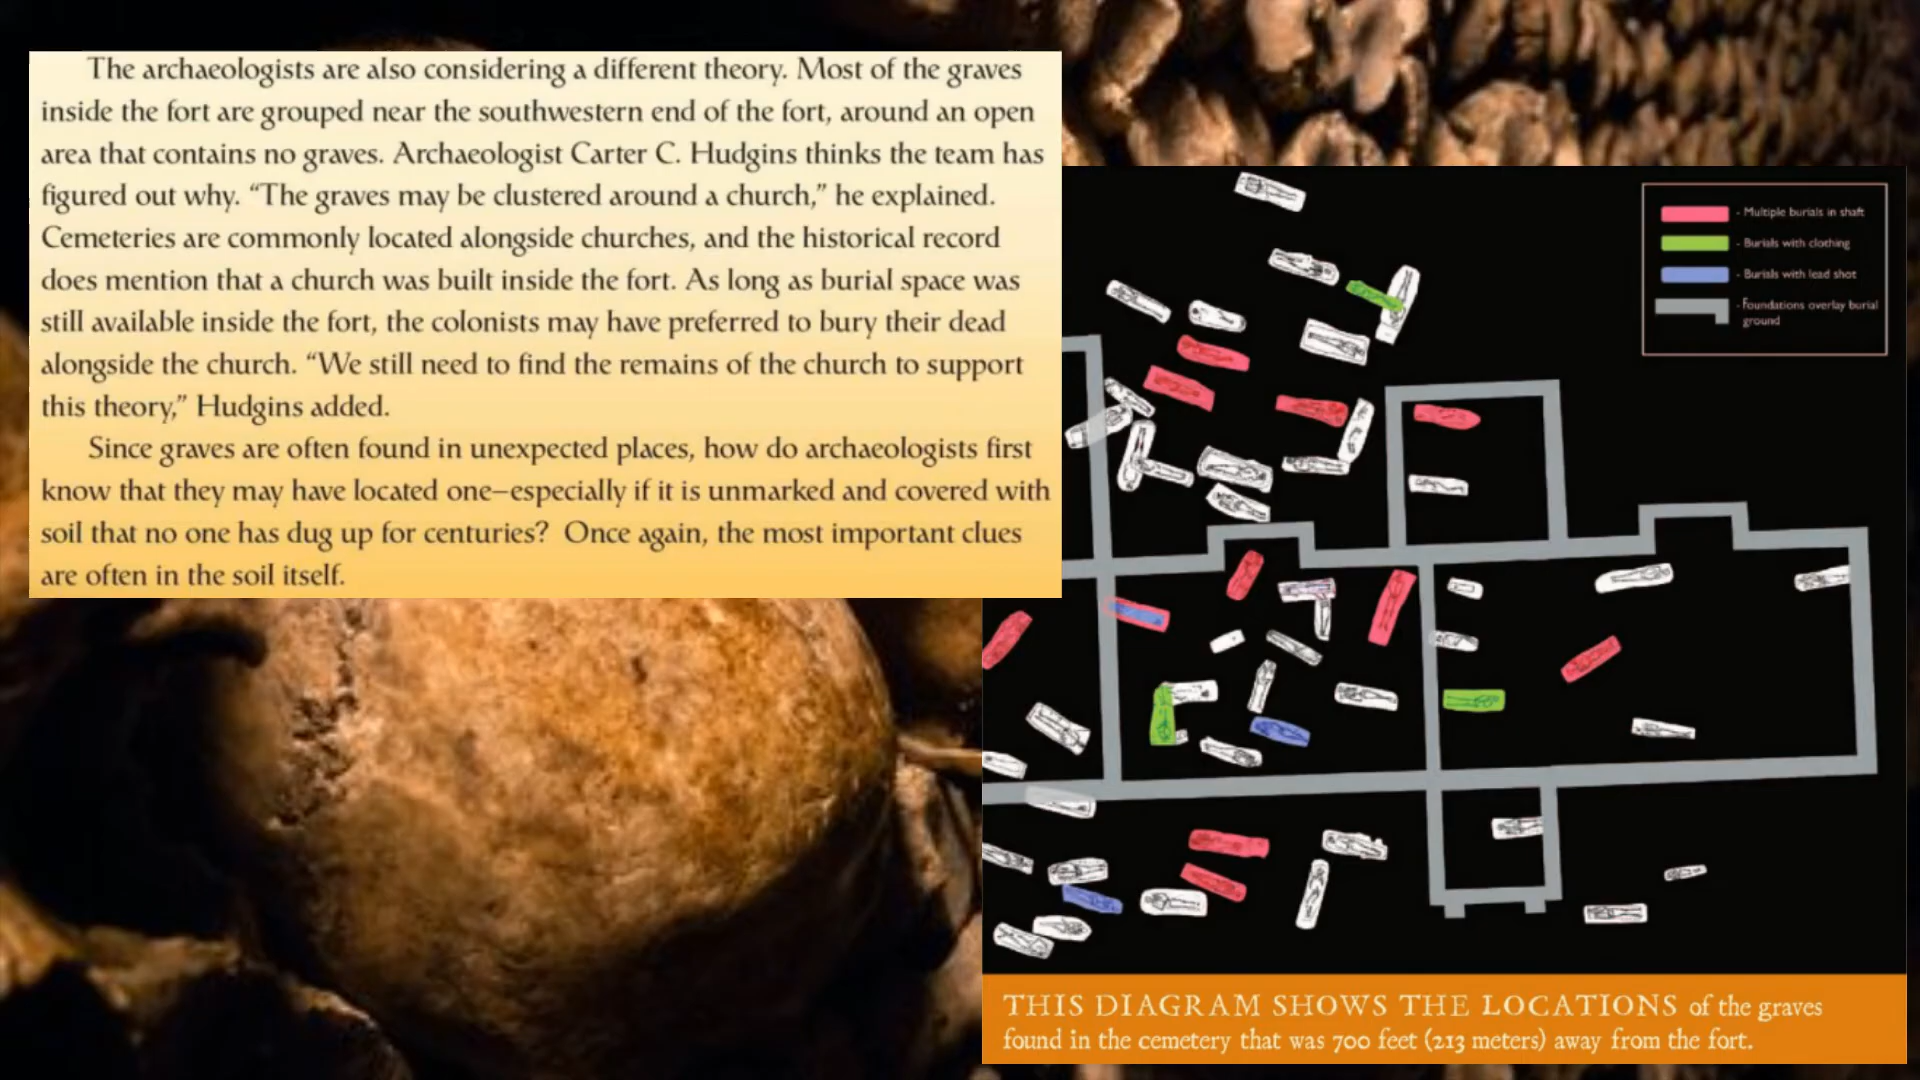 The archaeologists are also considering a different theory. Most of the graves
inside the fort are grouped near the southwestern end of the fort, around an open
area that contains no graves. Archaeologist Carter C. Hudgins thinks the team has
figured out why. “The graves may be clustered around a church,” he explained.
Cemeteries are commonly located alongside churches, and the historical record
does mention that a church was built inside the fort. As long as burial space was
still available inside the fort, the colonists may have preferred to bury their dead
alongside the church. “We still need to find the remains of the church to support
this theory,” Hudgins added.
Since graves are often found in unexpected places, how do archaeologists first
know that they may have located one—especially if it is unmarked and covered with
soil that no one has dug up for centuries? Once again, the most important clues
are often in the soil itself.
- Multiple burials in shaft
- Burials with clothing
- Burials with lead shot
- Foundations overlay burial
ground
THIS DIAGRAM SHOWS THE LOCATIONS of the graves
found in the cemetery that was 700 feet (213 meters) away from the fort.